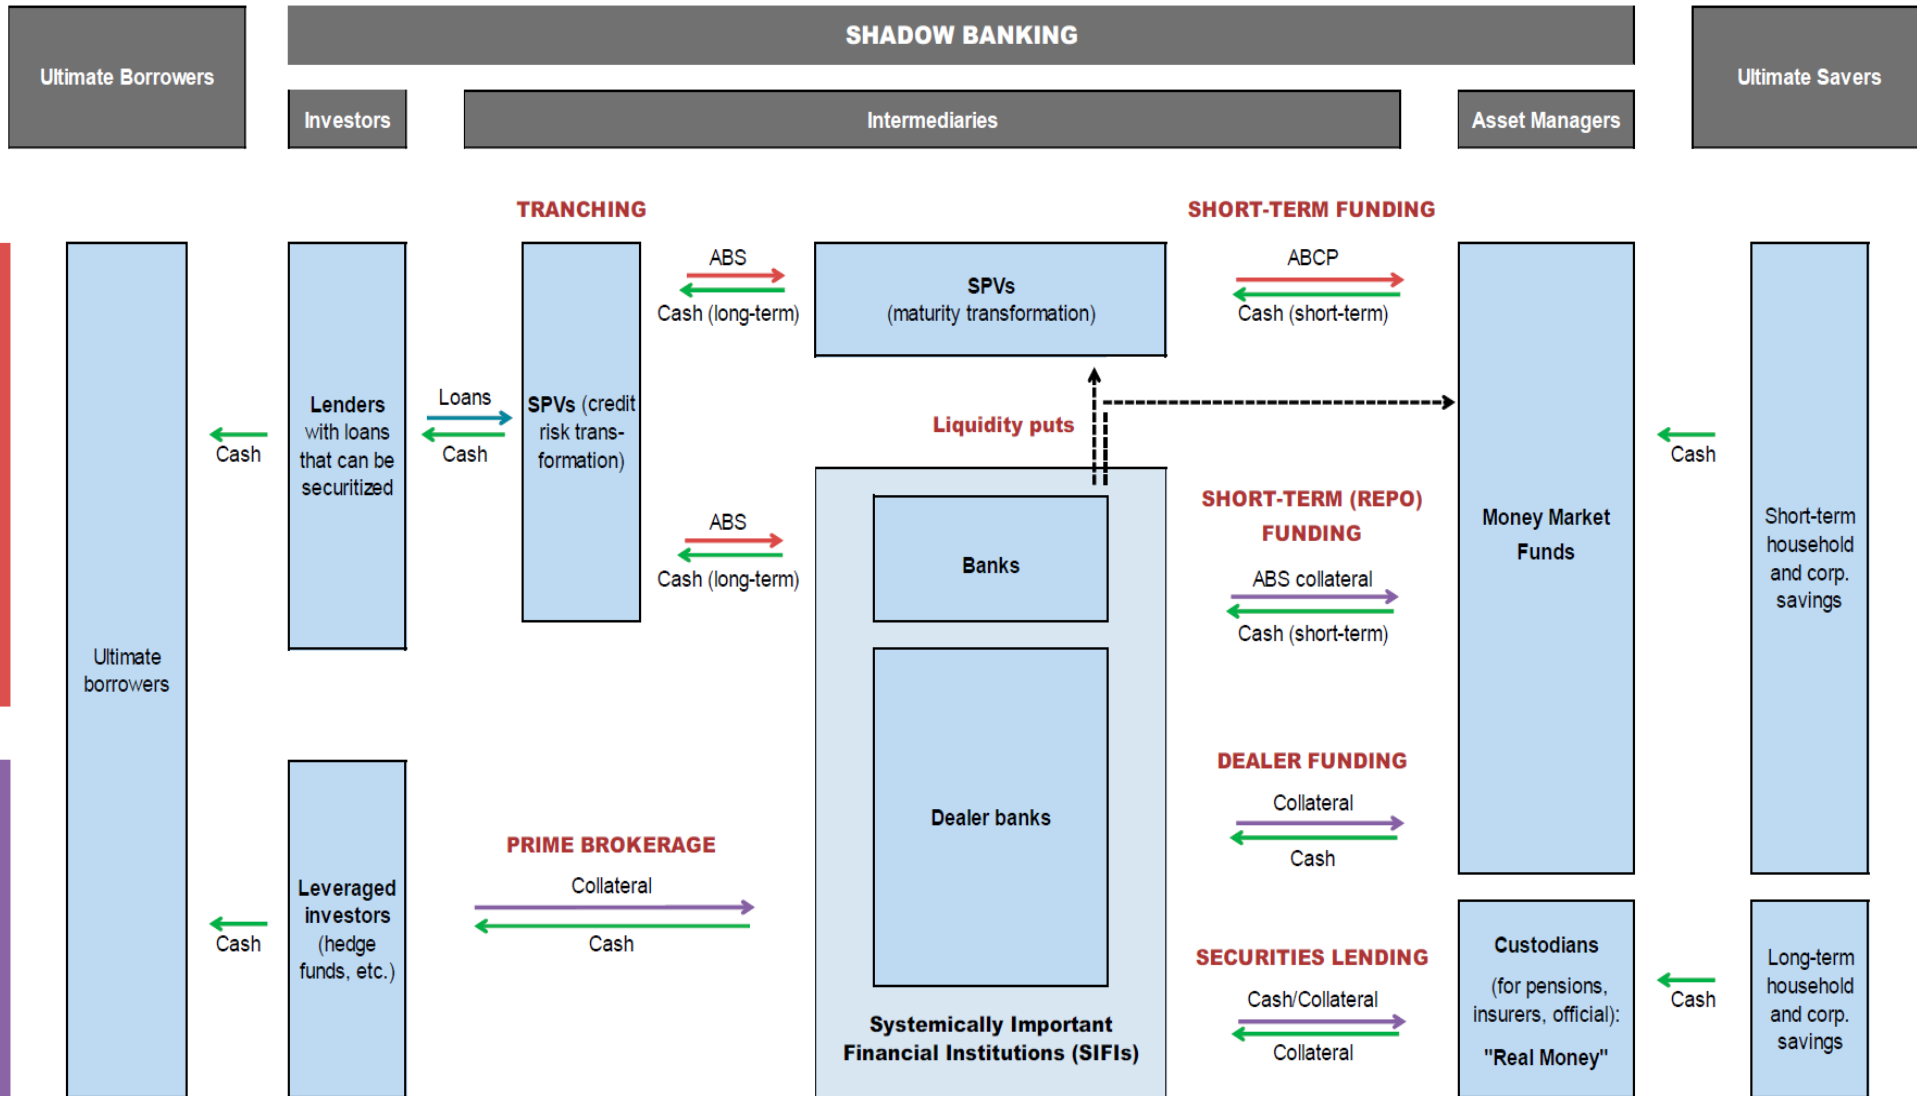 SHADOW BANKING
Ultimate Borrowers
Ultimate Savers
Investors
Intermediaries
Asset Managers
TRANCHING
SHORT-TERM FUNDING
ABS
Cash (long-term)
SPVs
(maturity transformation)
ABCP
Cash (short-term)
Lenders
with loans
that can be
securitized
Loans
Cash
SPVs (credit
risk trans-
formation)
Liquidity puts
Cash
Cash
ABS
Cash (long-term)
Banks
SHORT-TERM (REPO)
FUNDING
ABS collateral
Cash (short-term)
Money Market
Funds
Short-term
household
and corp.
savings
Ultimate
borrowers
Dealer banks
DEALER FUNDING
Collateral
Cash
PRIME BROKERAGE
Collateral
Cash
Leveraged
investors
(hedge
funds, etc.)
Cash
Systemically Important
Financial Institutions (SIFIs)
SECURITIES LENDING
Cash/Collateral
Collateral
Custodians
(for pensions,
insurers, official):
"Real Money"
Cash
Long-term
household
and corp.
savings